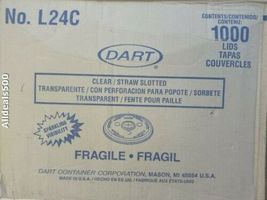 No. L24C
CONTENTS/CONTENIDO/
CONTENU:
1000
LIDS
TAPAS
COUVERCLES
DART
CLEAR / STRAW SLOTTED
TRANSPARENTE / CON PERFORACION PARA POPOTE / SORBETE
TRANSPARENT / FENTE POUR PAILLE
SPARKLING
VISIBILITY
FRAGILE • FRAGIL
DART CONTAINER CORPORATION, MASON, MI 48854 U.S.A.
MADE IN U.S.A. / HECHO EN EE.UU. / FABRIQUE AUX ETATS-UNIS
Alldeals500